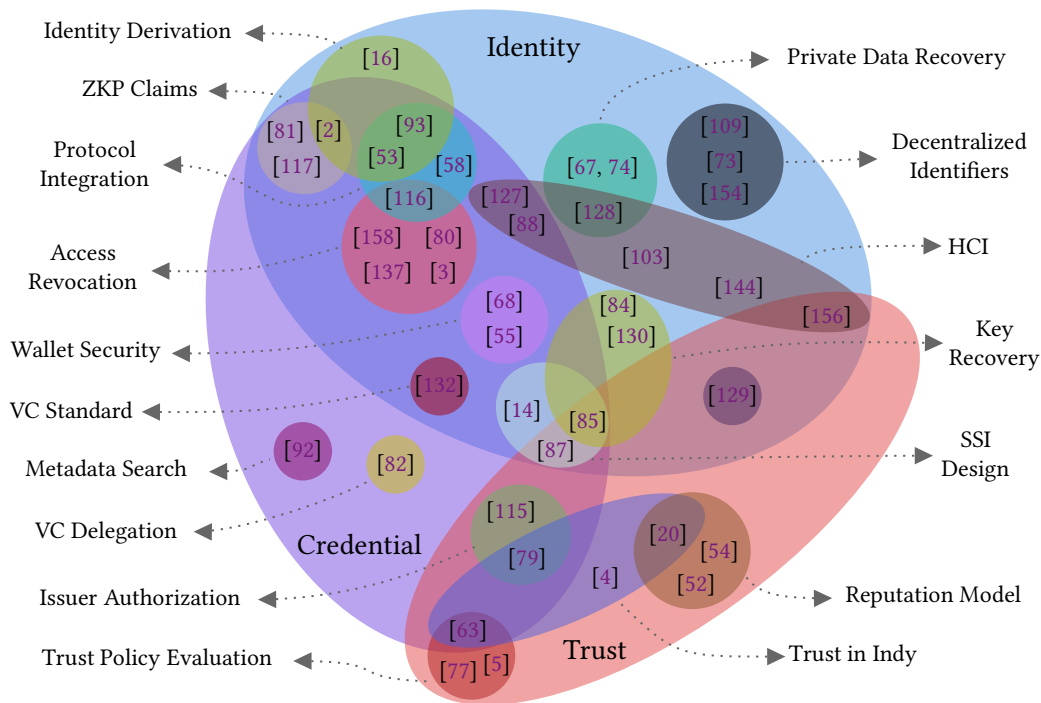 Identity Derivation
Identity
[16]
Private Data Recovery
ZKP Claims
[81] [2]
[93]
[109]
Protocol
Integration
[117]
[53]
[58]
[67, 74]
[73]
Decentralized
Identifiers
[116]
[127]
[154]
[88]
[128]
Access
Revocation
[158] [80]
[137] [3]
[103]
HCI
[144]
[68]
[55]
[84]
[130]
[156]
Wallet Security
Key
Recovery
[132]
[129]
VC Standard
[14]
[85]
[92]
[82]
[87]
SSI
Design
Metadata Search
VC Delegation
Credential
[115]
[79]
[20]
[54]
[52]
[4]
Issuer Authorization
Reputation Model
[63]
[77] [5]
Trust
Trust Policy Evaluation
Trust in Indy